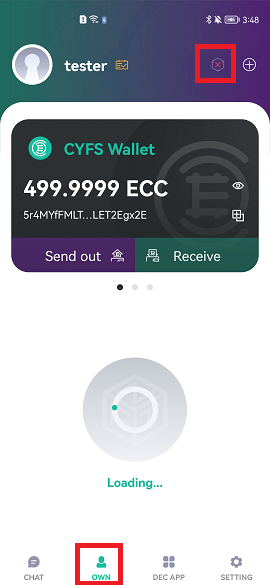 3:48
tester
CYFS Wallet
499.9999 ECC
5r4MYfFMLT...LET2Egx2E
Send out Receive
Loading...
CHAT OWN DEC APP SETTING